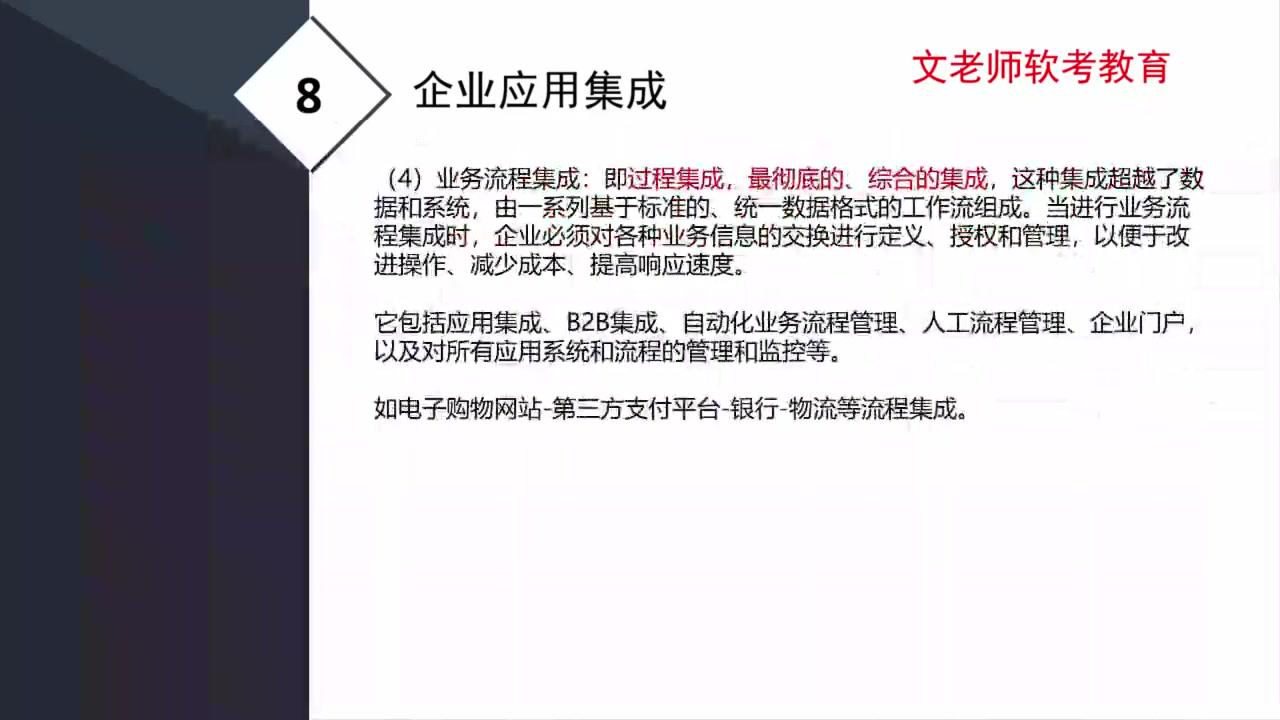 8
企业应用集成
文老师软考教育
（4）业务流程集成：即过程集成，最彻底的、综合的集成，这种集成超越了数
据和系统，由一系列基于标准的、统一数据格式的工作流组成。当进行业务流
程集成时，企业必须对各种业务信息的交换进行定义、授权和管理，以便于改
进操作、减少成本、提高响应速度。
它包括应用集成、B2B集成、自动化业务流程管理、人工流程管理、企业门户，
以及对所有应用系统和流程的管理和监控等。
如电子购物网站-第三方支付平台-银行-物流等流程集成。